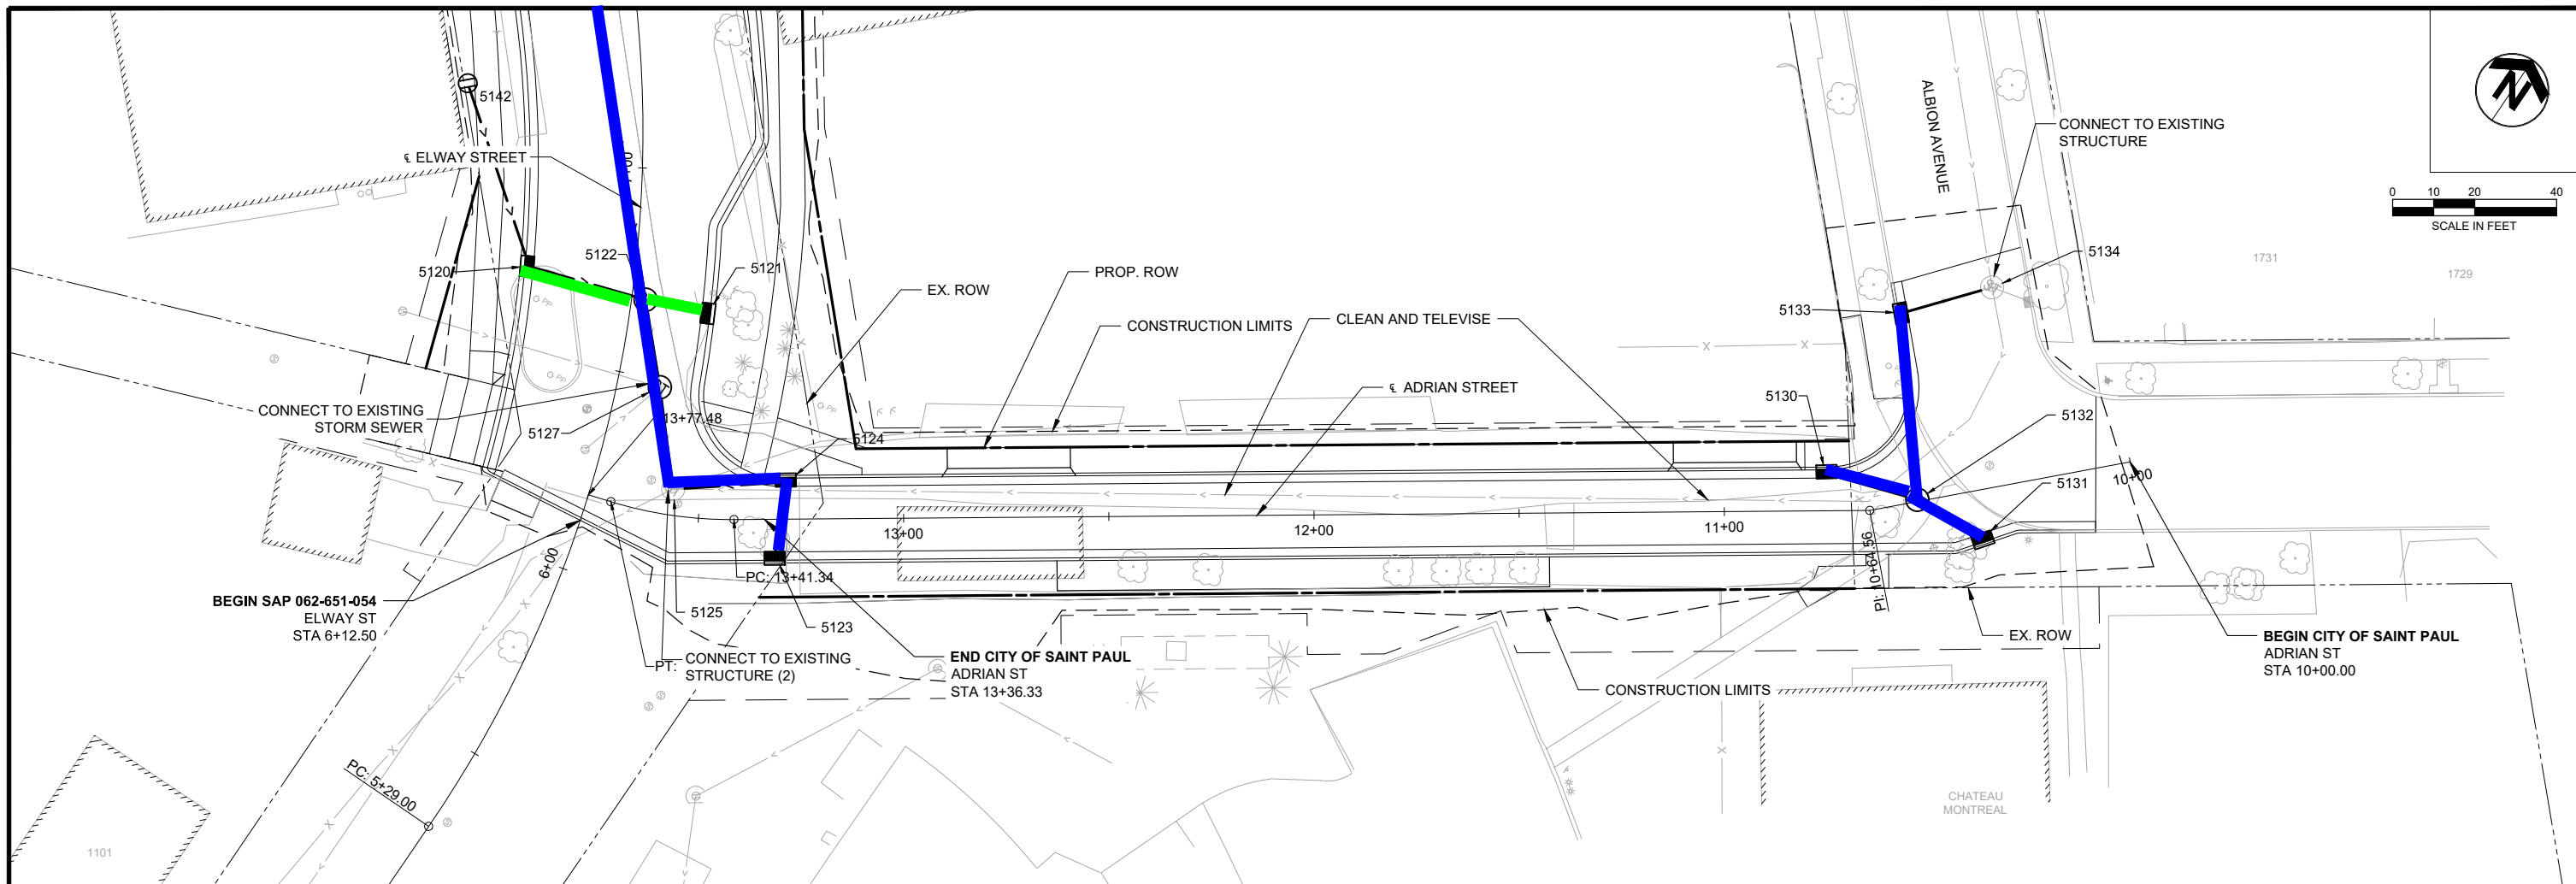 5142
℄ ELWAY STREET
5122
5120
5121
EX. ROW
PROP. ROW
CONSTRUCTION LIMITS
CLEAN AND TELEVISE
℄ ADRIAN STREET
ALBION AVENUE
CONNECT TO EXISTING
STRUCTURE
5134
5133
5130
5132
5131
10+00
0 10 20 40
SCALE IN FEET
1731
1729
CONNECT TO EXISTING
STORM SEWER
5127
13+77.48
5124
PP
PP
PP
PP
13+00
12+00
11+00
PC: 13+41.34
PI: 10+64.56
6+00
BEGIN SAP 062-651-054
ELWAY ST
STA 6+12.50
5125
5123
PT:
CONNECT TO EXISTING
STRUCTURE (2)
END CITY OF SAINT PAUL
ADRIAN ST
STA 13+36.33
CONSTRUCTION LIMITS
EX. ROW
BEGIN CITY OF SAINT PAUL
ADRIAN ST
STA 10+00.00
PC: 5+29.00
1101
CHATEAU
MONTREAL
N